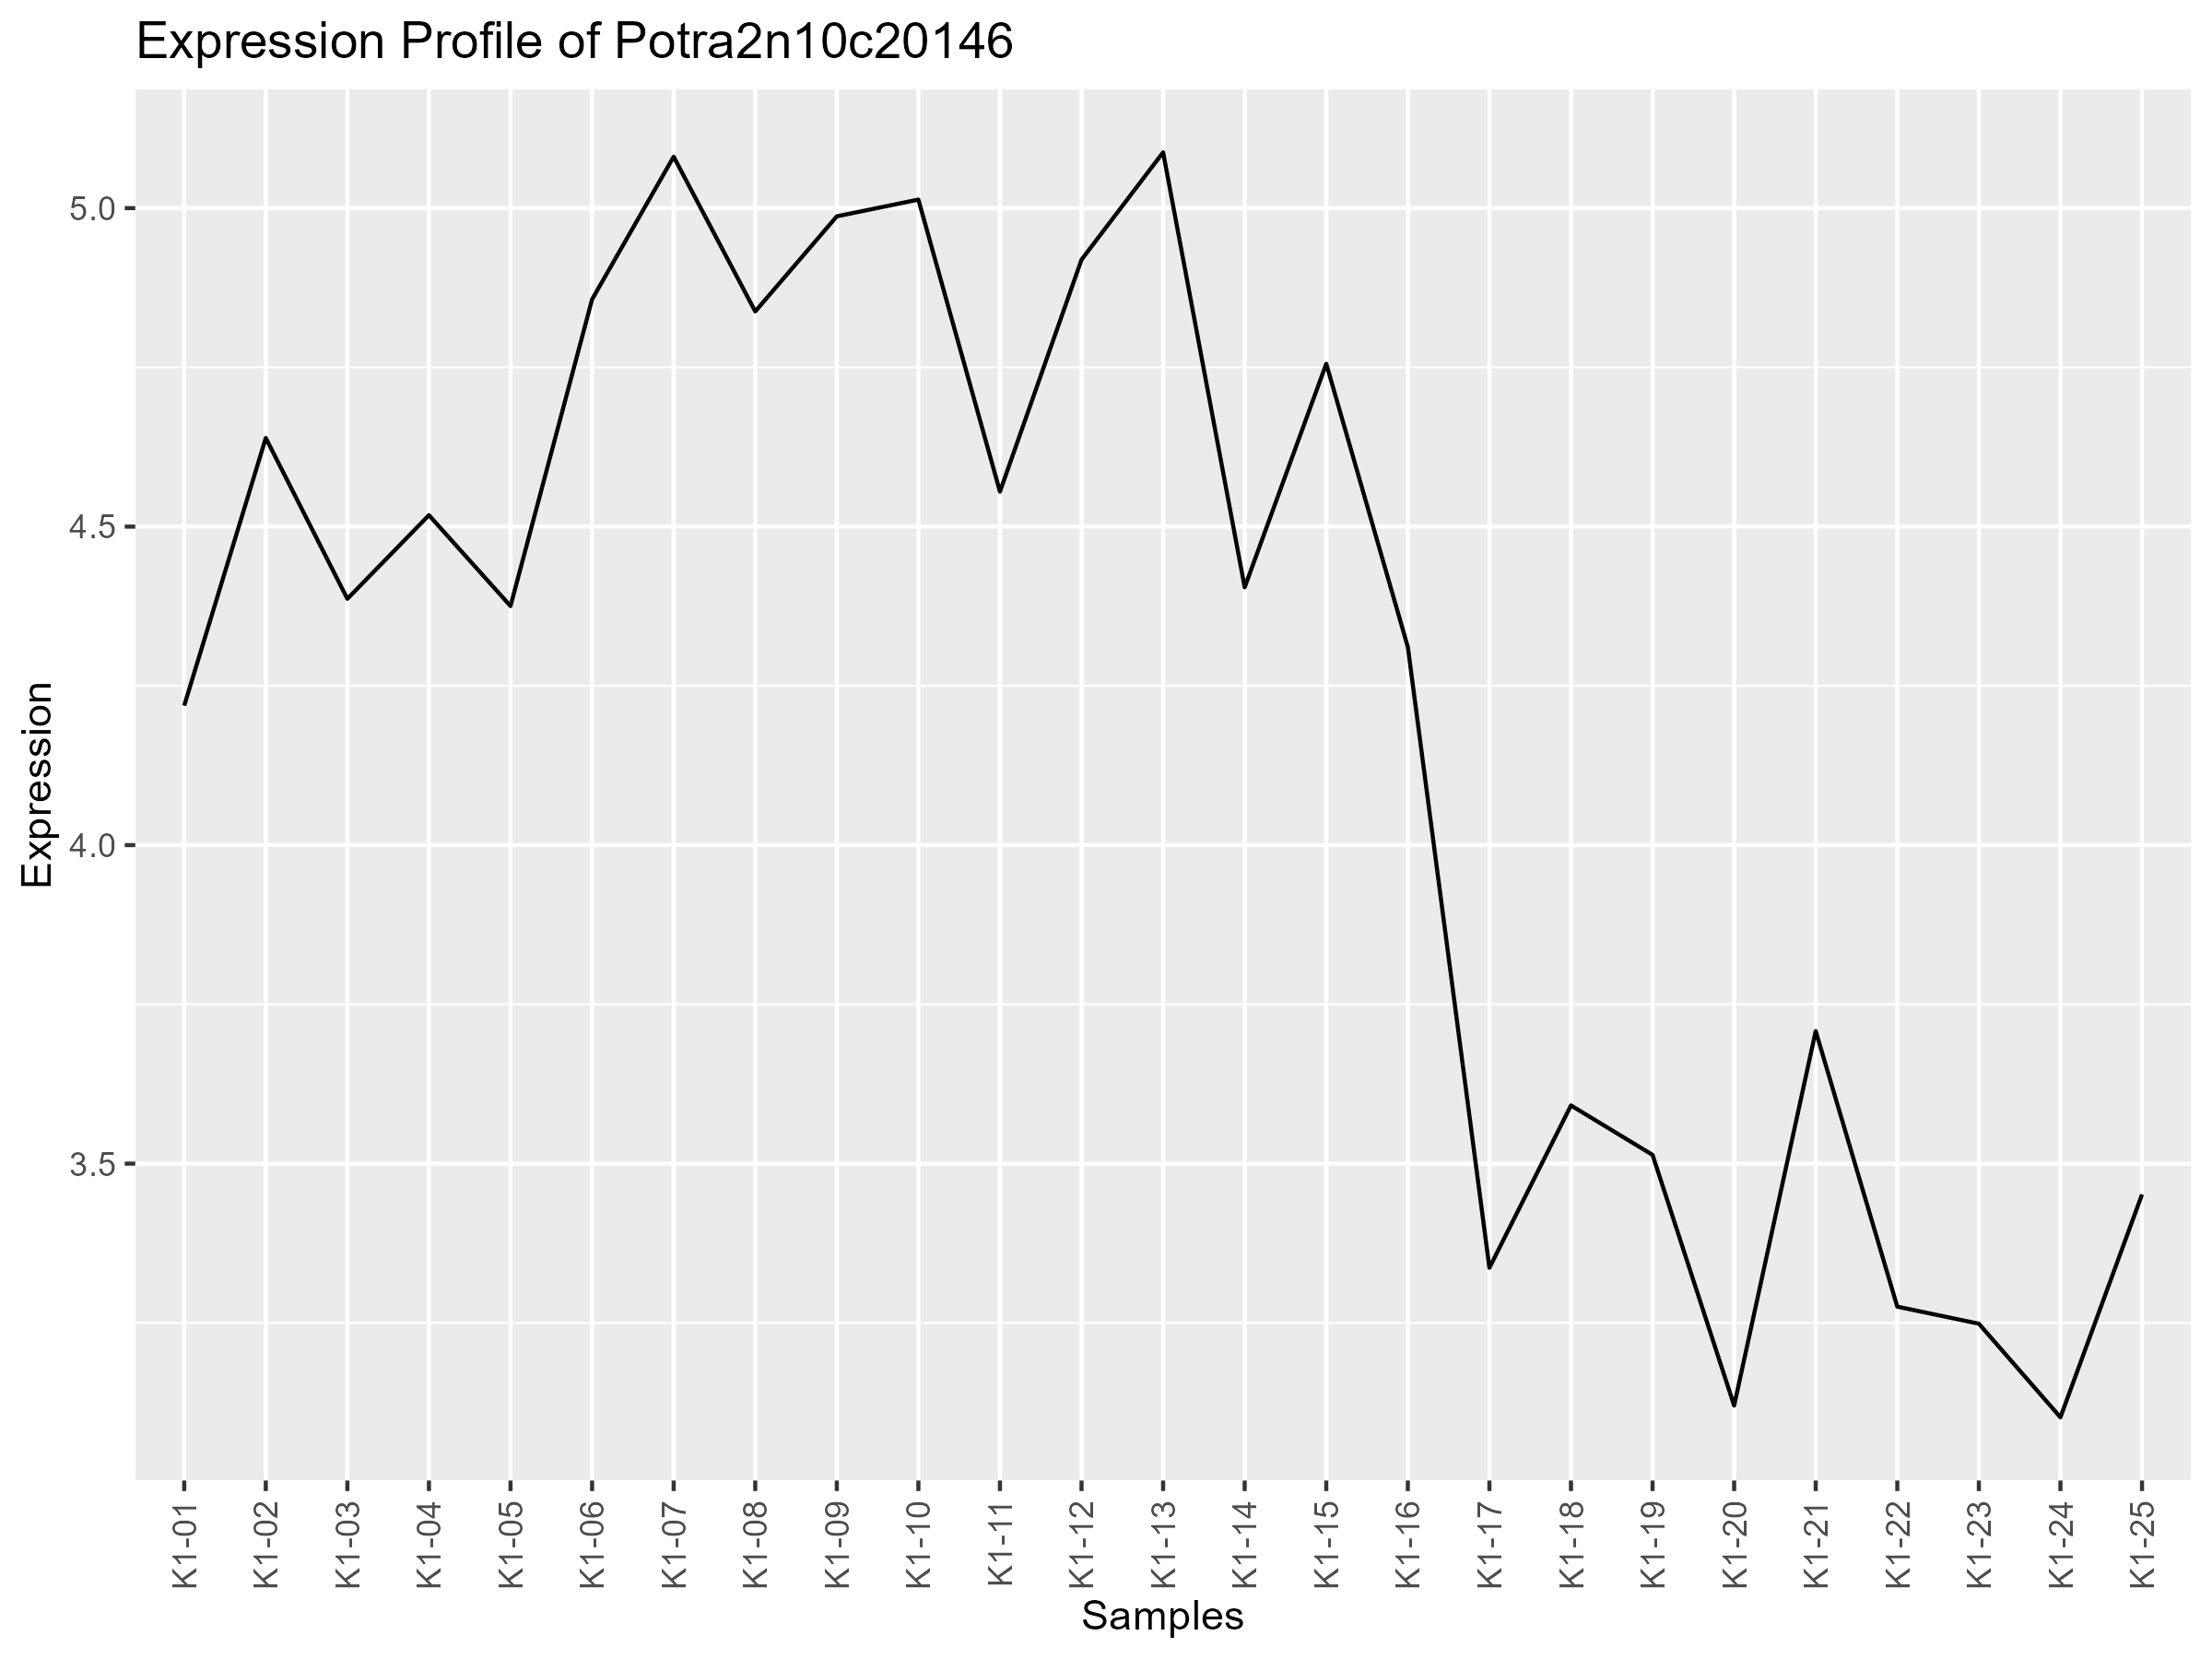 Expression Profile of Potra2n10c20146
Expression
5.0
4.5
4.0
3.5
K1-01
K1-02
K1-03
K1-04
K1-05
K1-06
K1-07
K1-08
K1-09
K1-10
K1-11
K1-12
K1-13
K1-14
K1-15
K1-16
K1-17
K1-18
K1-19
K1-20
K1-21
K1-22
K1-23
K1-24
K1-25
Samples